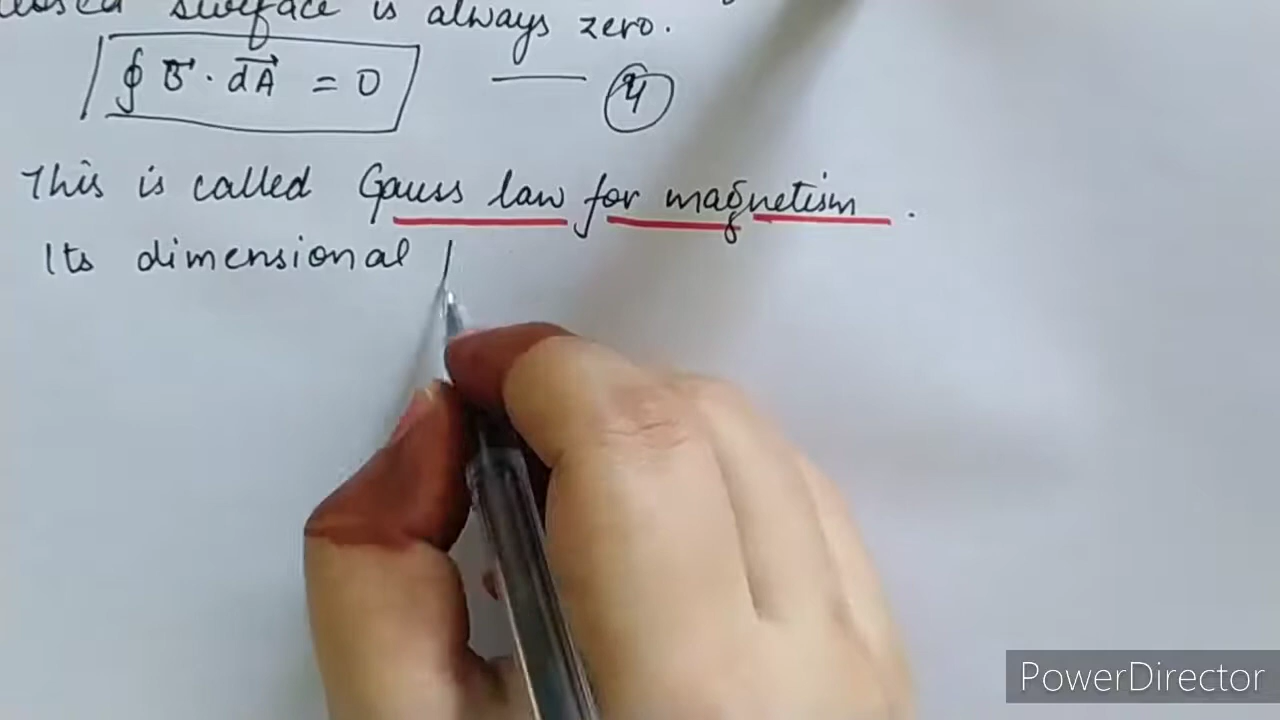 surface is always zero.
∮ B⃗ · dA⃗ = 0 —— 4
This is called Gauss law for magnetism.
Its dimensional
PowerDirector